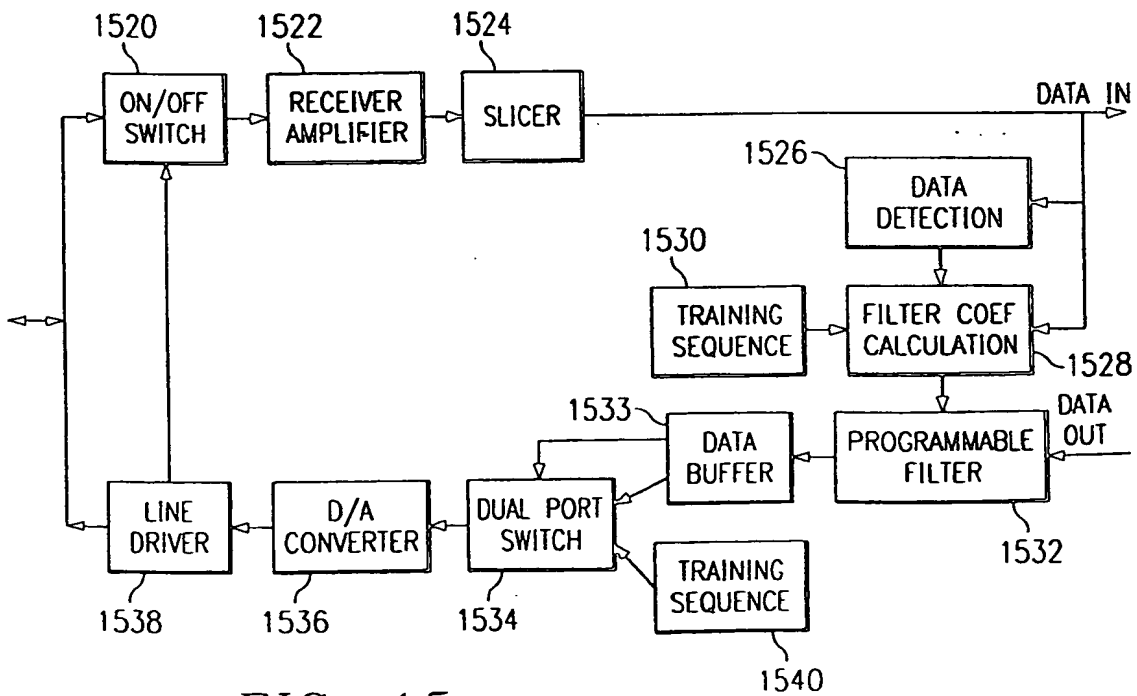 1520
1522
1524
ON/OFF
SWITCH
RECEIVER
AMPLIFIER
SLICER
DATA IN
1526
DATA
DETECTION
1530
TRAINING
SEQUENCE
FILTER COEF
CALCULATION
1528
1533
DATA
OUT
DATA
BUFFER
PROGRAMMABLE
FILTER
1532
LINE
DRIVER
D/A
CONVERTER
DUAL PORT
SWITCH
TRAINING
SEQUENCE
1538
1536
1534
1540